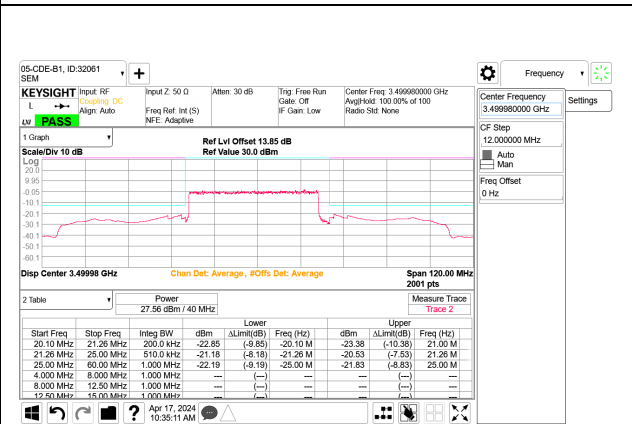 05-CDE-B1, ID:32061
SEM
▼
+
Frequency ▼
KEYSIGHT
L
LXI PASS
Input: RF
Coupling: DC
Align: Auto
Input Z: 50 Ω
Freq Ref: Int (S)
NFE: Adaptive
Atten: 30 dB
Trig: Free Run
Gate: Off
IF Gain: Low
Center Freq: 3.499980000 GHz
Avg|Hold: 100.00% of 100
Radio Std: None
Center Frequency
3.499980000 GHz
Settings
CF Step
12.000000 MHz
Auto
Man
Freq Offset
0 Hz
1 Graph ▼
Scale/Div 10 dB
Ref Lvl Offset 13.85 dB
Ref Value 30.0 dBm
Log
20.0
9.95
-0.05
-10.1
-20.1
-30.1
-40.1
-50.1
-60.1
Disp Center 3.49998 GHz Chan Det: Average , #Offs Det: Average Span 120.00 MHz
2001 pts
2 Table ▼
Power
27.56 dBm / 40 MHz
Measure Trace
Trace 2
Lower Upper
Start Freq Stop Freq Integ BW dBm ΔLimit(dB) Freq (Hz) dBm ΔLimit(dB) Freq (Hz)
20.10 MHz 21.26 MHz 200.0 kHz -22.85 (-9.85) -20.10 M -23.38 (-10.38) 21.00 M
21.26 MHz 25.00 MHz 510.0 kHz -21.18 (-8.18) -21.26 M -20.53 (-7.53) 21.26 M
25.00 MHz 60.00 MHz 1.000 MHz -22.19 (-9.19) -25.00 M -21.83 (-8.83) 25.00 M
4.000 MHz 8.000 MHz 1.000 MHz --- (---) --- --- (---) ---
8.000 MHz 12.50 MHz 1.000 MHz --- (---) --- --- (---) ---
12.50 MHz 15.00 MHz 1.000 MHz --- (---) --- --- (---) ---
?
Apr 17, 2024
10:35:11 AM